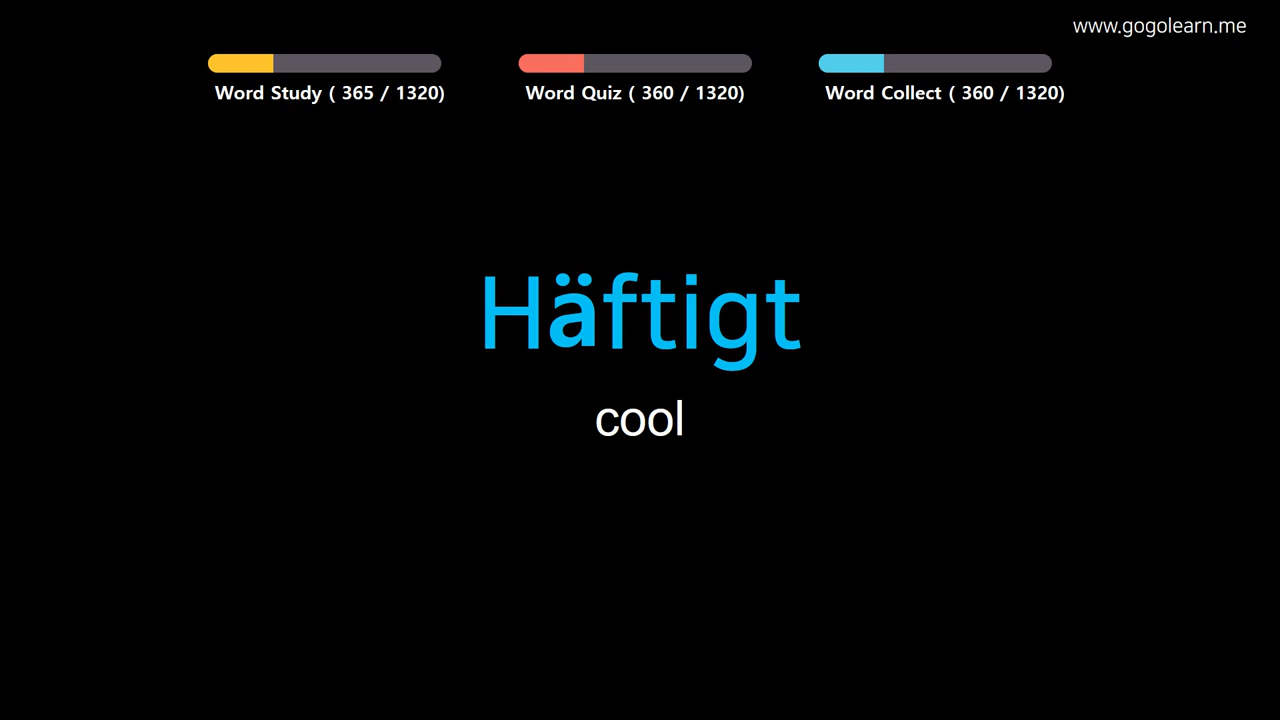 www.gogolearn.me
Word Study ( 365 / 1320)
Word Quiz ( 360 / 1320)
Word Collect ( 360 / 1320)
Häftigt
cool